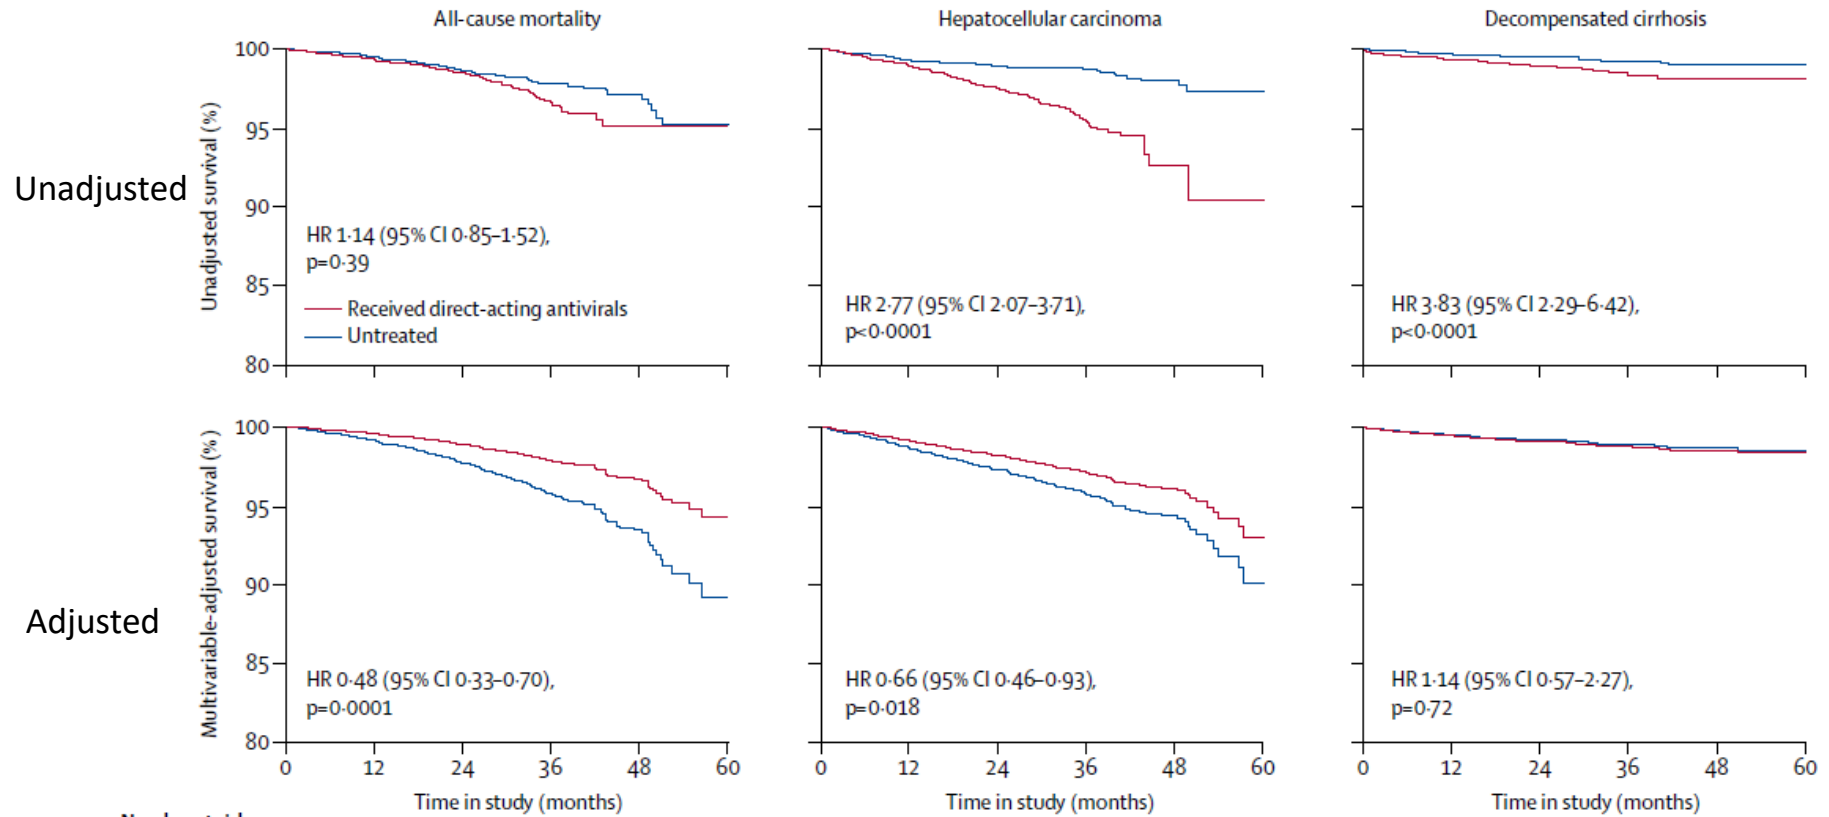 All-cause mortality
Hepatocellular carcinoma
Decompensated cirrhosis
Unadjusted
Unadjusted survival (%)
100
95
90
85
80
HR 1·14 (95% CI 0·85–1·52),
p=0·39
Received direct-acting antivirals
Untreated
HR 2·77 (95% CI 2·07–3·71),
p<0·0001
HR 3·83 (95% CI 2·29–6·42),
p<0·0001
Adjusted
Multivariable-adjusted survival (%)
100
95
90
85
80
HR 0·48 (95% CI 0·33–0·70),
p=0·0001
HR 0·66 (95% CI 0·46–0·93),
p=0·018
HR 1·14 (95% CI 0·57–2·27),
p=0·72
0 12 24 36 48 60
0 12 24 36 48 60
0 12 24 36 48 60
Time in study (months)
Time in study (months)
Time in study (months)